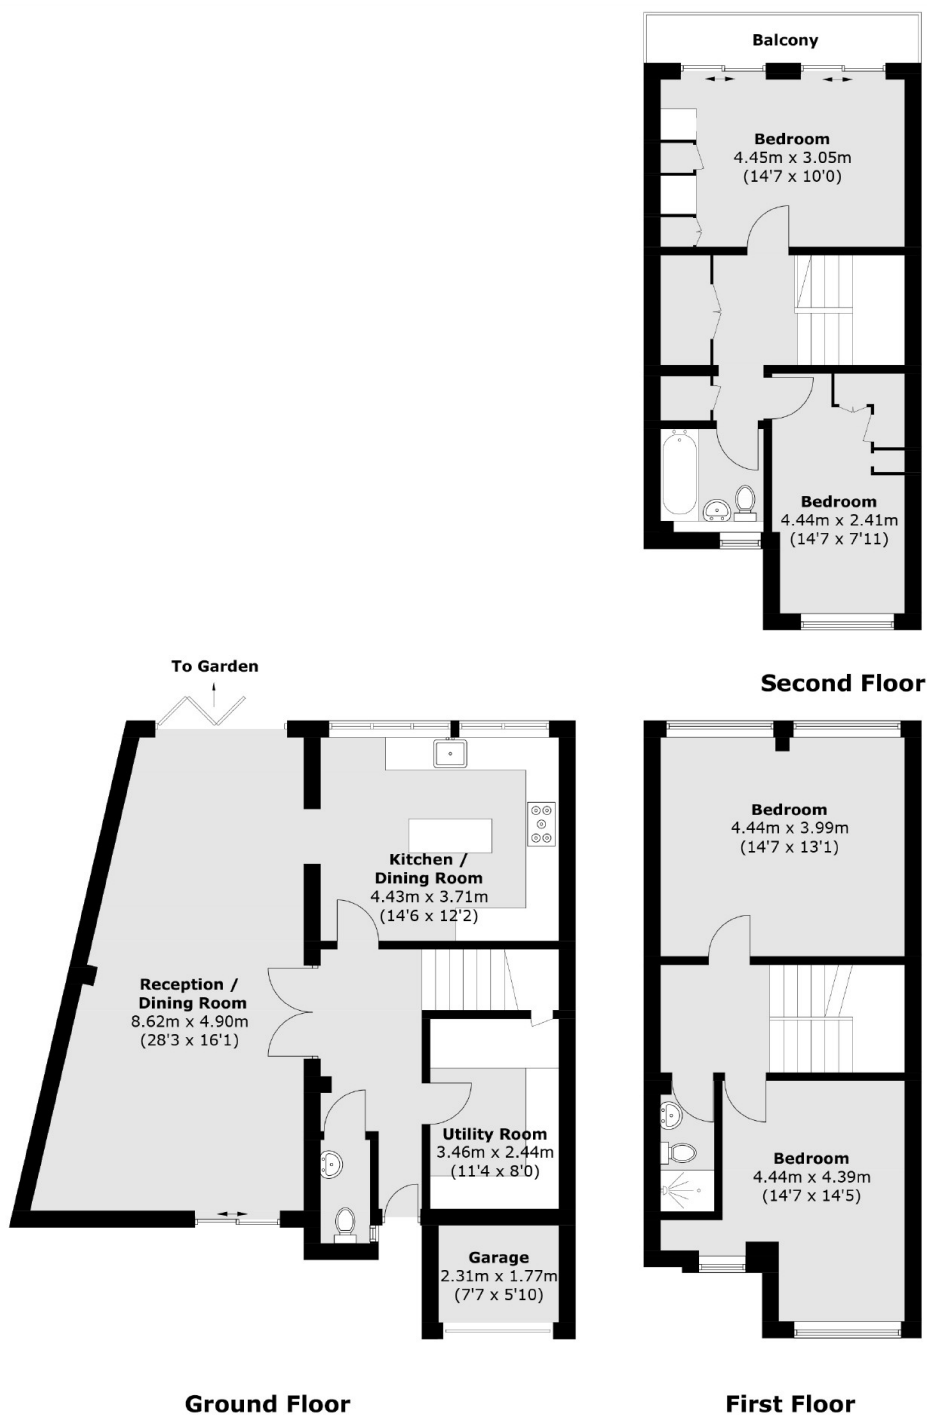 Balcony
Bedroom
4.45m x 3.05m
(14'7 x 10'0)
Bedroom
4.44m x 2.41m
(14'7 x 7'11)
Second Floor
To Garden
Kitchen /
Dining Room
4.43m x 3.71m
(14'6 x 12'2)
Reception /
Dining Room
8.62m x 4.90m
(28'3 x 16'1)
Utility Room
3.46m x 2.44m
(11'4 x 8'0)
Garage
2.31m x 1.77m
(7'7 x 5'10)
Ground Floor
Bedroom
4.44m x 3.99m
(14'7 x 13'1)
Bedroom
4.44m x 4.39m
(14'7 x 14'5)
First Floor